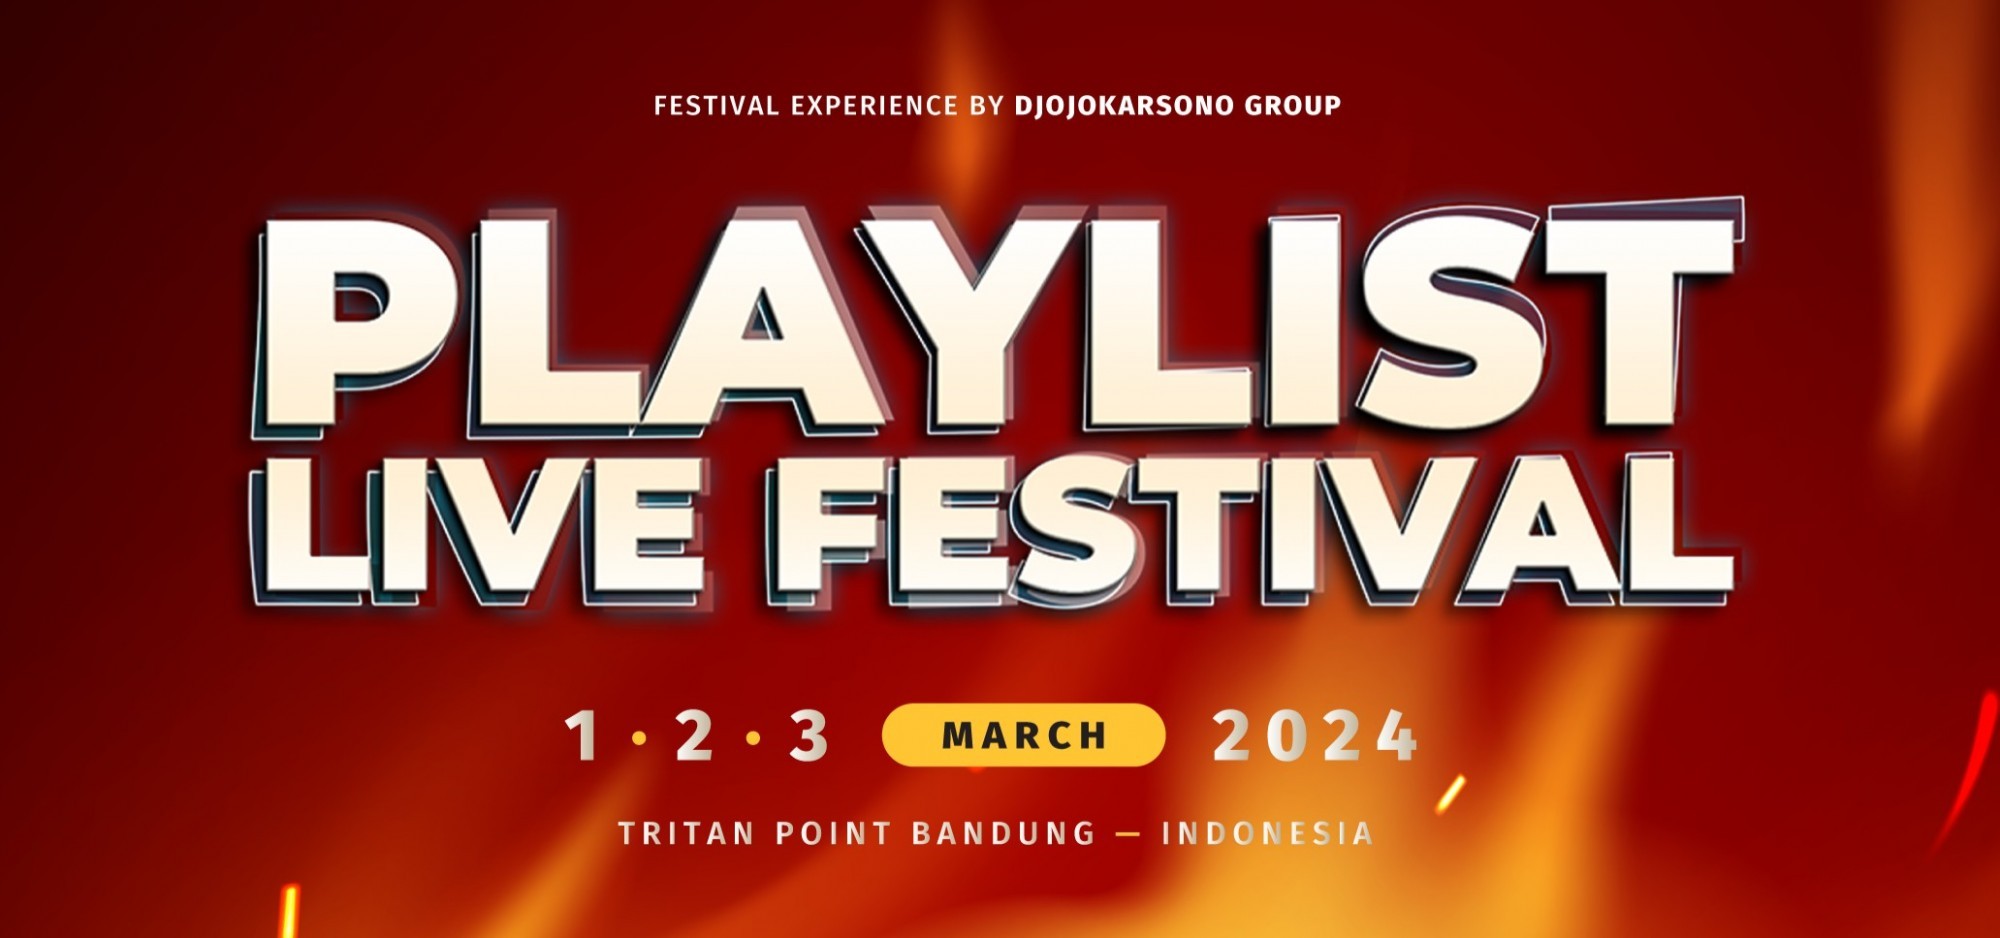 FESTIVAL EXPERIENCE BY DJOJOKARSONO GROUP
PLAYLIST
LIVE FESTIVAL
1 • 2 • 3 MARCH 2024
TRITAN POINT BANDUNG — INDONESIA